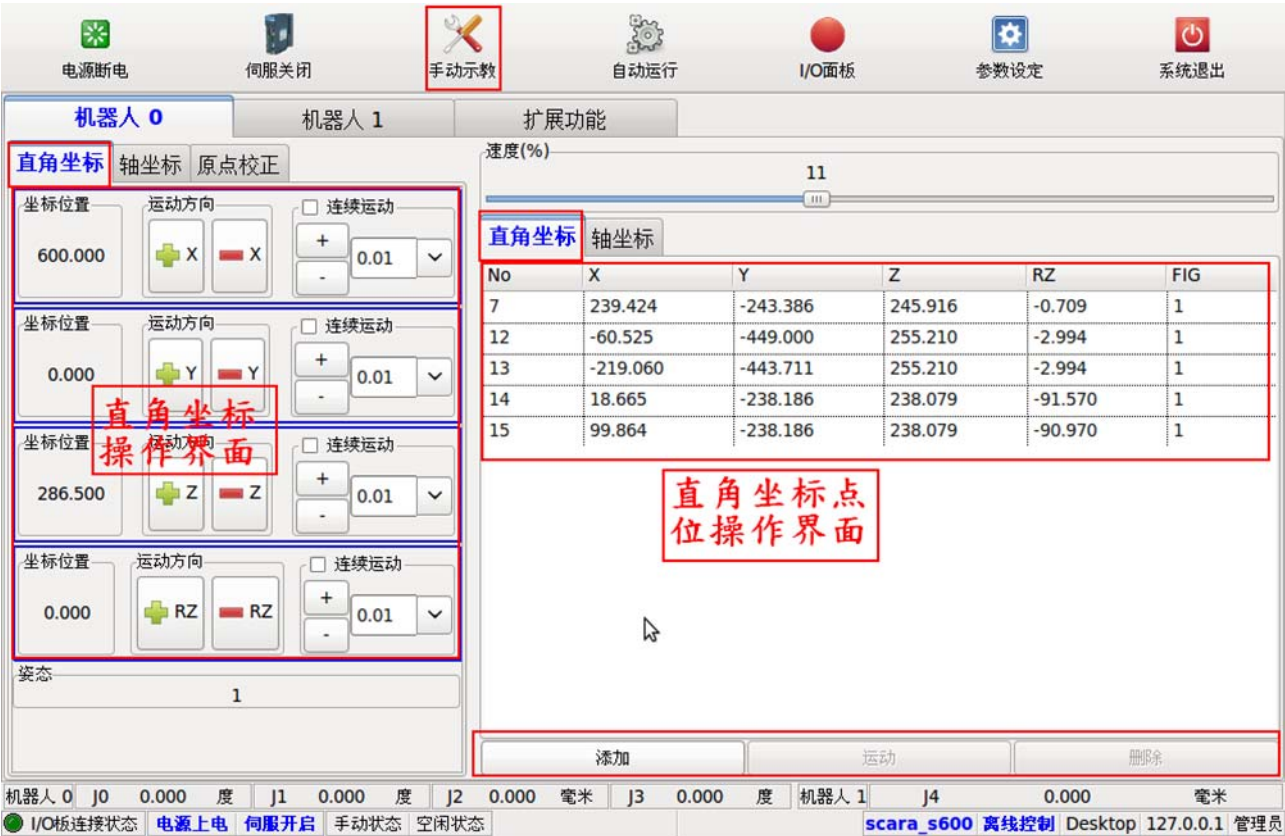 电源断电 伺服关闭 手动示教 自动运行 I/O面板 参数设定 系统退出
机器人 0 机器人 1 扩展功能
直角坐标 轴坐标 原点校正
坐标位置 运动方向 连续运动
600.000 X X + - 0.01
坐标位置 运动方向 连续运动
0.000 Y Y + - 0.01
坐标位置 运动方向 连续运动
286.500 Z Z + - 0.01
坐标位置 运动方向 连续运动
0.000 RZ RZ + - 0.01
直角坐标
操作界面
姿态
1
速度(%)
11
直角坐标 轴坐标
No X Y Z RZ FIG
7 239.424 -243.386 245.916 -0.709 1
12 -60.525 -449.000 255.210 -2.994 1
13 -219.060 -443.711 255.210 -2.994 1
14 18.665 -238.186 238.079 -91.570 1
15 99.864 -238.186 238.079 -90.970 1
直角坐标点
位操作界面
添加 运动 删除
机器人 0 J0 0.000 度 J1 0.000 度 J2 0.000 毫米 J3 0.000 度 机器人 1 J4 0.000 毫米
I/O板连接状态 电源上电 伺服开启 手动状态 空闲状态 scara_s600 离线控制 Desktop 127.0.0.1 管理员